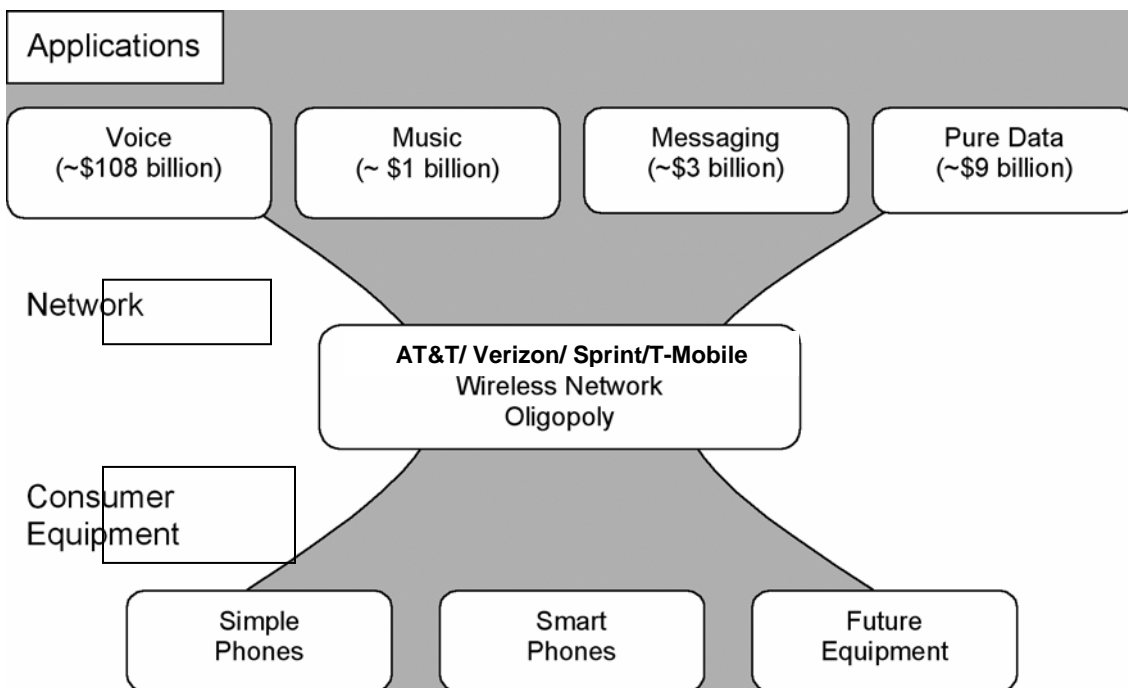 Applications
Voice
(~$108 billion)
Music
(~ $1 billion)
Messaging
(~$3 billion)
Pure Data
(~$9 billion)
Network
AT&T/ Verizon/ Sprint/T-Mobile
Wireless Network
Oligopoly
Consumer
Equipment
Simple
Phones
Smart
Phones
Future
Equipment